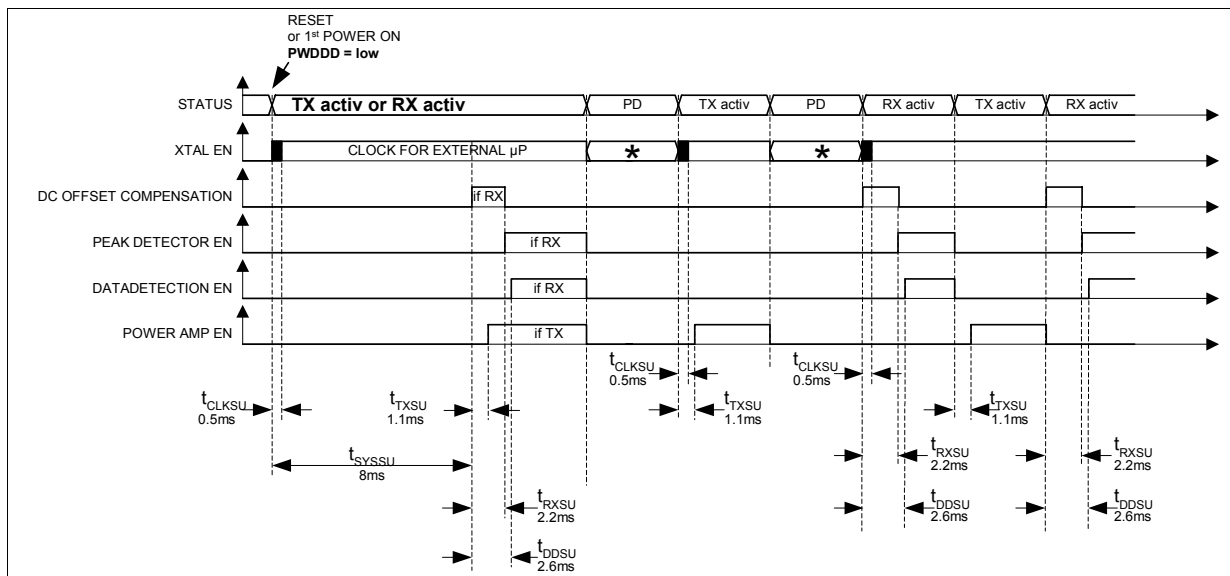 RESET
or 1st POWER ON
PWDDD = low
STATUS
TX activ or RX activ
PD
TX activ
PD
RX activ
TX activ
RX activ
XTAL EN
CLOCK FOR EXTERNAL µP
*
*
DC OFFSET COMPENSATION
if RX
PEAK DETECTOR EN
if RX
DATADETECTION EN
if RX
POWER AMP EN
if TX
tCLKSU
0.5ms
tCLKSU
0.5ms
tCLKSU
0.5ms
tTXSU
1.1ms
tTXSU
1.1ms
tTXSU
1.1ms
tSYSSU
8ms
tRXSU
2.2ms
tRXSU
2.2ms
tRXSU
2.2ms
tDDSU
2.6ms
tDDSU
2.6ms
tDDSU
2.6ms